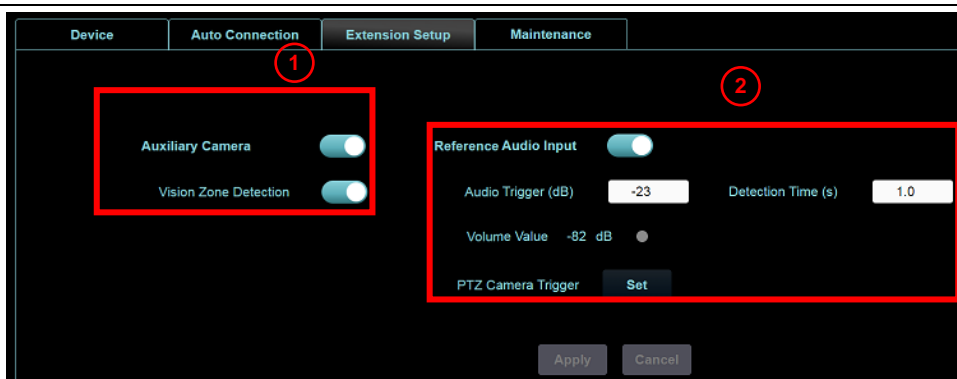 Device Auto Connection Extension Setup Maintenance
1
2
Auxiliary Camera
Vision Zone Detection
Reference Audio Input
Audio Trigger (dB) -23 Detection Time (s) 1.0
Volume Value -82 dB
PTZ Camera Trigger Set
Apply Cancel